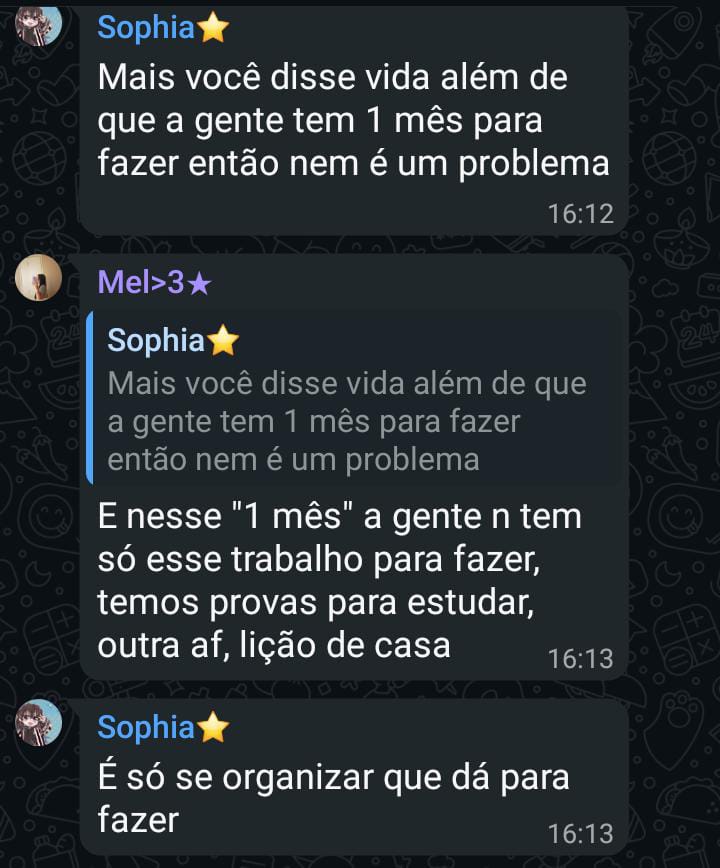 Sophia⭐
Mais você disse vida além de
que a gente tem 1 mês para
fazer então nem é um problema
16:12
Mel>3★
Sophia⭐
Mais você disse vida além de que
a gente tem 1 mês para fazer
então nem é um problema
E nesse "1 mês" a gente n tem
só esse trabalho para fazer,
temos provas para estudar,
outra af, lição de casa
16:13
Sophia⭐
É só se organizar que dá para
fazer
16:13